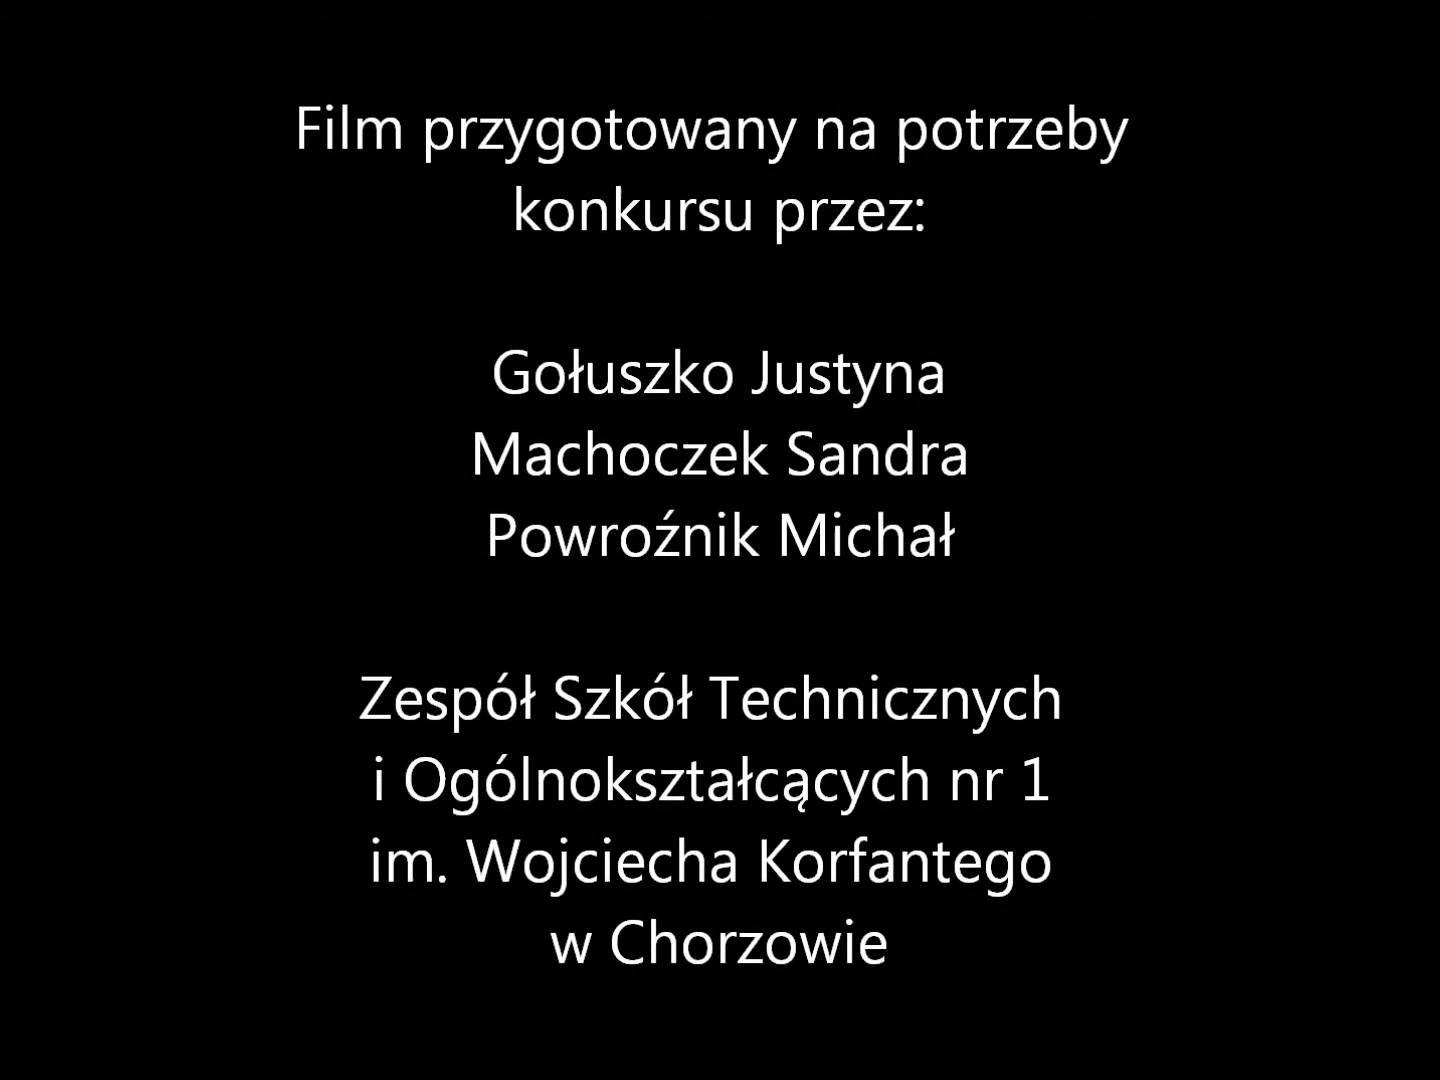 Film przygotowany na potrzeby
konkursu przez:
Gołuszko Justyna
Machoczek Sandra
Powroźnik Michał
Zespół Szkół Technicznych
i Ogólnokształcących nr 1
im. Wojciecha Korfantego
w Chorzowie